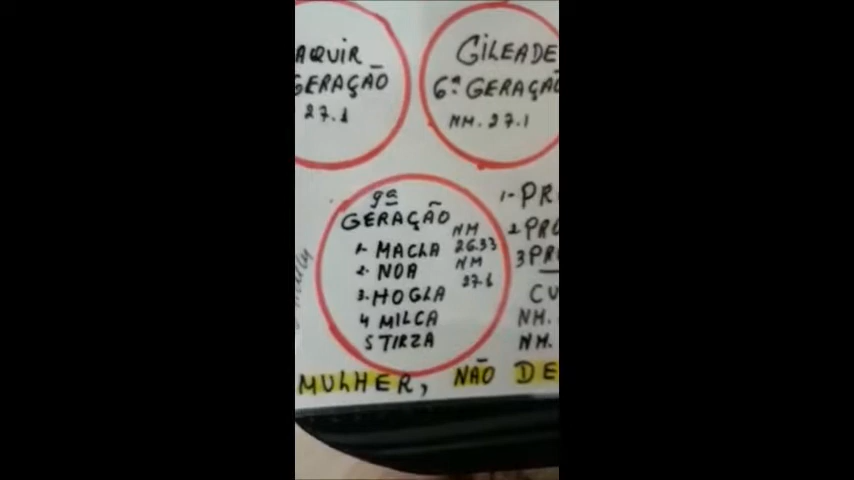 AQUIR
GERAÇÃO
27.1
GILEADE
6ª GERAÇÃO
NM. 27.1
9ª
GERAÇÃO
NM
26.33
NM
27.1
1- MACLA
2- NOA
3. HOGLA
4 MILCA
5 TIRZA
1- PR
2 PRO
3 PR
CU
NM.
NM.
MULHER, NÃO DE